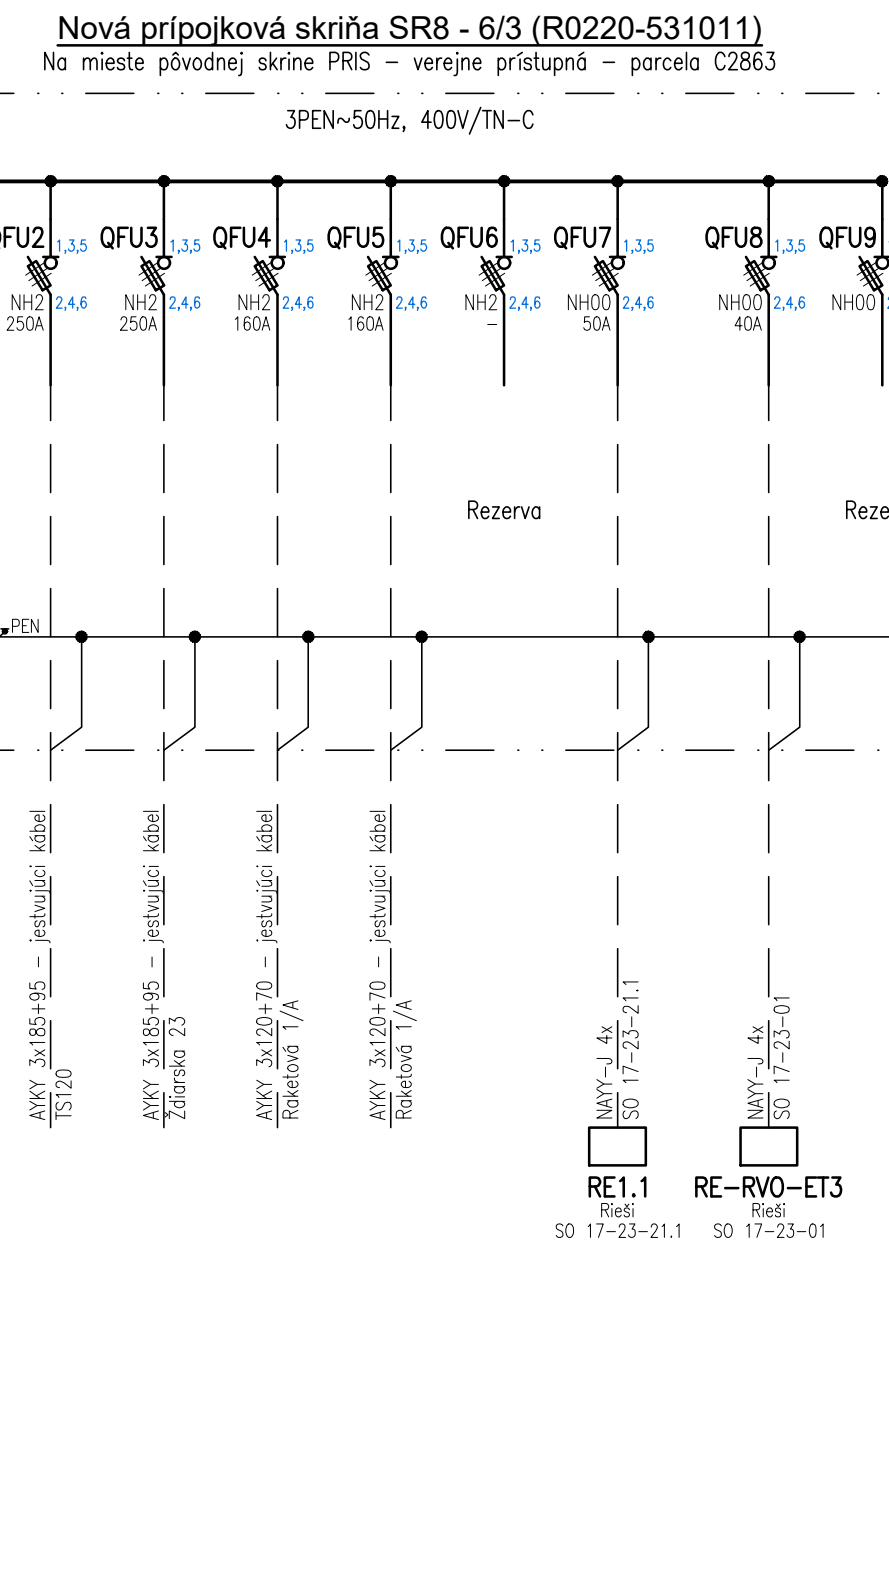 Nová prípojková skriňa SR8 - 6/3 (R0220-531011)
Na mieste pôvodnej skrine PRIS – verejne prístupná – parcela C2863
3PEN~50Hz, 400V/TN-C
QFU2 1,3,5
NH2 2,4,6
250A
QFU3 1,3,5
NH2 2,4,6
250A
QFU4 1,3,5
NH2 2,4,6
160A
QFU5 1,3,5
NH2 2,4,6
160A
QFU6 1,3,5
NH2 2,4,6
–
QFU7 1,3,5
NH00 2,4,6
50A
QFU8 1,3,5
NH00 2,4,6
40A
QFU9
NH00
Rezerva
Reze
PEN
AYKY 3x185+95 – jestvujúci kábel
TS120
AYKY 3x185+95 – jestvujúci kábel
Ždiarska 23
AYKY 3x120+70 – jestvujúci kábel
Raketová 1/A
AYKY 3x120+70 – jestvujúci kábel
Raketová 1/A
NAYY-J 4x
SO 17-23-21.1
NAYY-J 4x
SO 17-23-01
RE1.1
Rieši
SO 17-23-21.1
RE-RVO-ET3
Rieši
SO 17-23-01